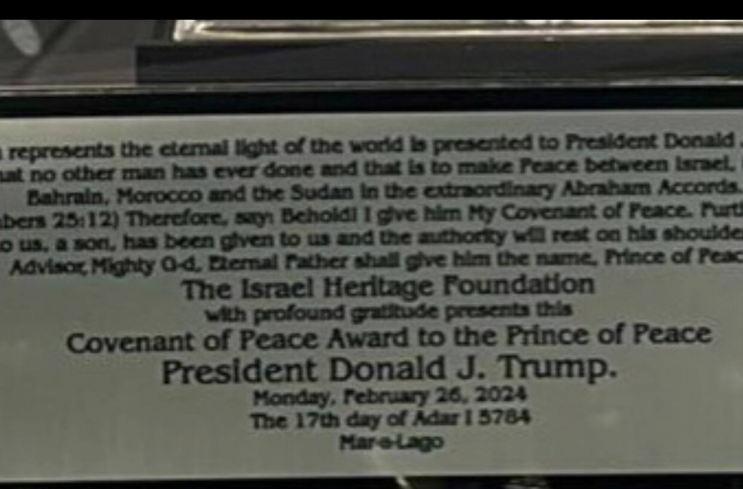 represents the eternal light of the world is presented to President Donald
at no other man has ever done and that is to make Peace between Israel,
Bahrain, Morocco and the Sudan in the extraordinary Abraham Accords.
bers 25:12) Therefore, say: Behold! I give him My Covenant of Peace.
o us, a son, has been given to us and the authority will rest on his
Advisor, Mighty G-d, Eternal Father shall give him the name, Prince of
The Israel Heritage Foundation
with profound gratitude presents this
Covenant of Peace Award to the Prince of Peace
President Donald J. Trump.
Monday, February 26, 2024
The 17th day of Adar I 5784
Mar-a-Lago